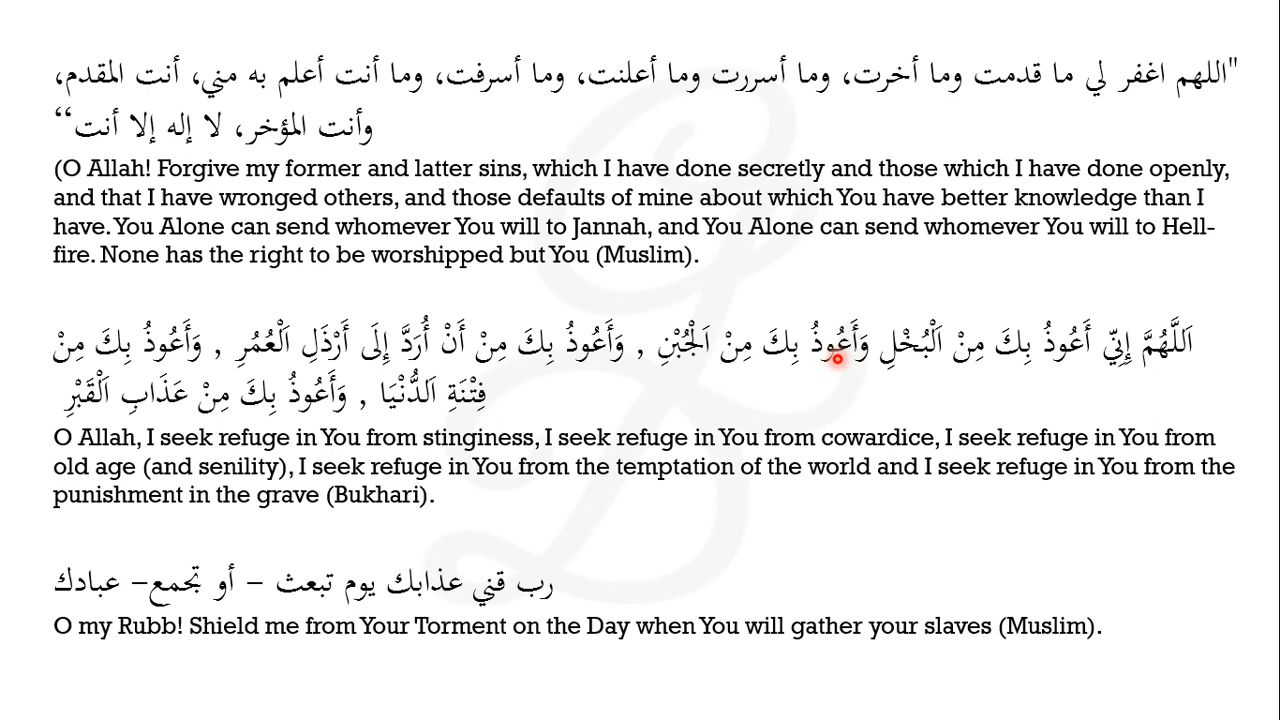 "اللهم اغفر لي ما قدمت وما أخرت، وما أسررت وما أعلنت، وما أسرفت، وما أنت أعلم به مني، أنت المقدم،
وأنت المؤخر، لا إله إلا أنت“
(O Allah! Forgive my former and latter sins, which I have done secretly and those which I have done openly,
and that I have wronged others, and those defaults of mine about which You have better knowledge than I
have. You Alone can send whomever You will to Jannah, and You Alone can send whomever You will to Hell-
fire. None has the right to be worshipped but You (Muslim).
اَللَّهُمَّ إِنِّي أَعُوذُ بِكَ مِنْ اَلْبُخْلِ وَأَعُوذُ بِكَ مِنْ اَلْجُبْنِ , وَأَعُوذُ بِكَ مِنْ أَنْ أُرَدَّ إِلَى أَرْذَلِ اَلْعُمُرِ , وَأَعُوذُ بِكَ مِنْ
فِتْنَةِ اَلدُّنْيَا , وَأَعُوذُ بِكَ مِنْ عَذَابِ اَلْقَبْرِ
O Allah, I seek refuge in You from stinginess, I seek refuge in You from cowardice, I seek refuge in You from
old age (and senility), I seek refuge in You from the temptation of the world and I seek refuge in You from the
punishment in the grave (Bukhari).
رب قني عذابك يوم تبعث – أو تجمع– عبادك
O my Rubb! Shield me from Your Torment on the Day when You will gather your slaves (Muslim).